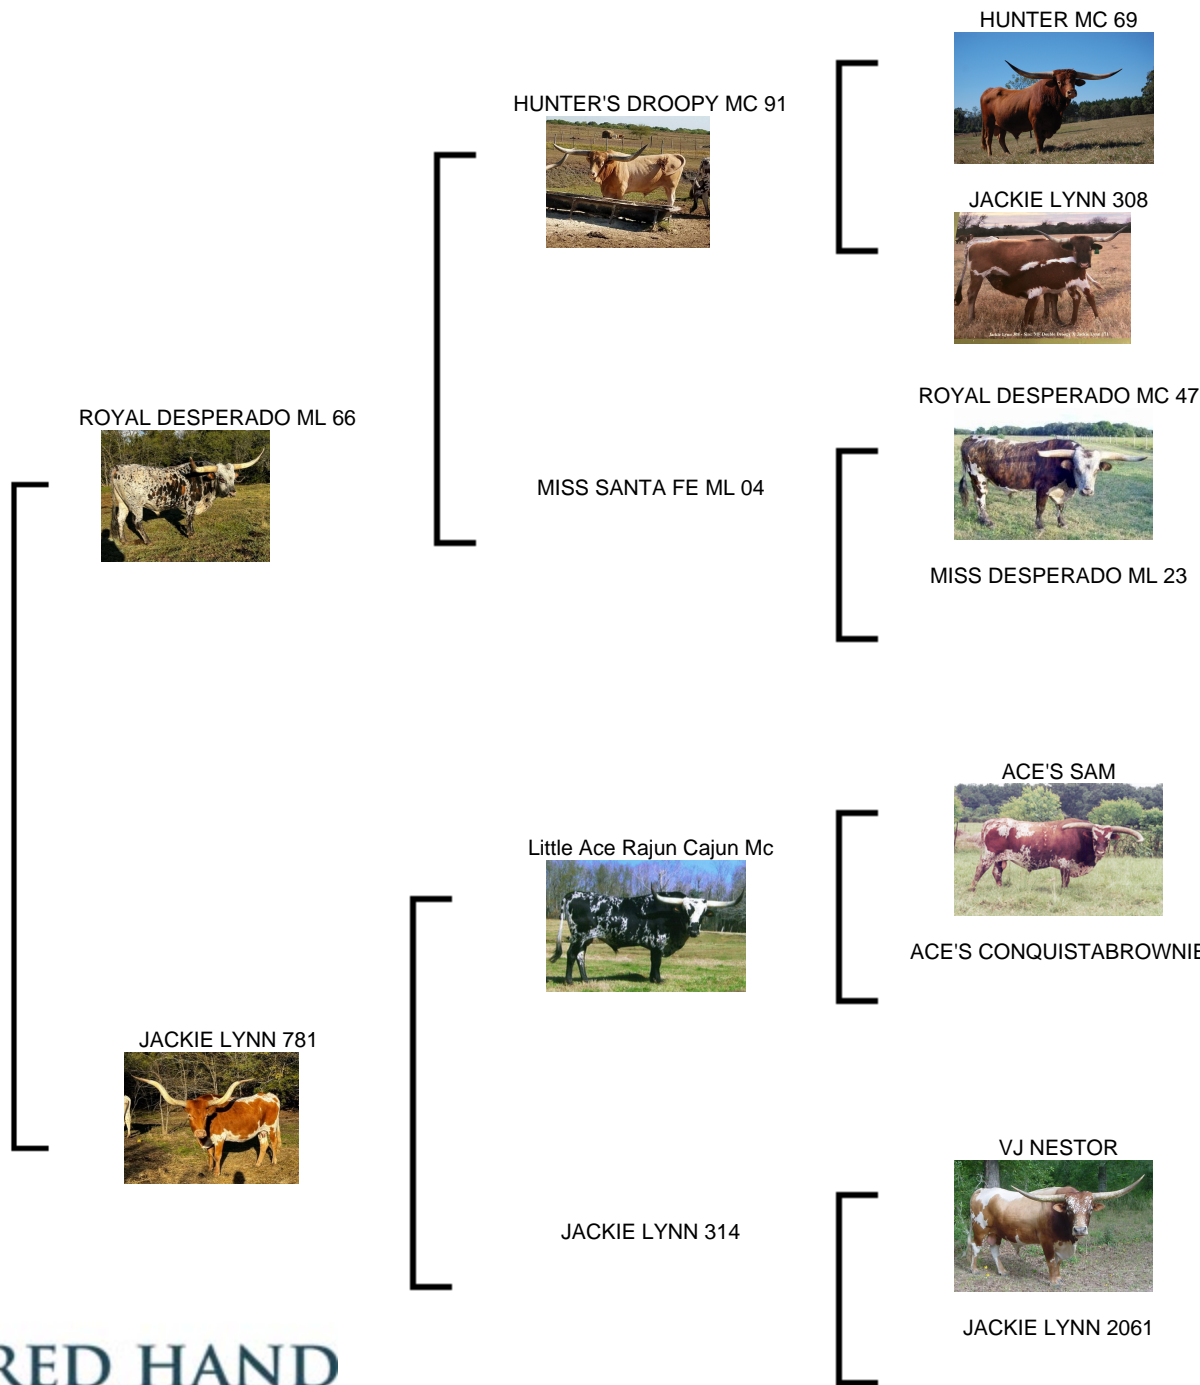 HUNTER MC 69
HUNTER'S DROOPY MC 91
JACKIE LYNN 308
ROYAL DESPERADO MC 47
ROYAL DESPERADO ML 66
MISS SANTA FE ML 04
MISS DESPERADO ML 23
ACE'S SAM
Little Ace Rajun Cajun Mc
ACE'S CONQUISTABROWNIE
JACKIE LYNN 781
VJ NESTOR
JACKIE LYNN 314
JACKIE LYNN 2061
RED HAND